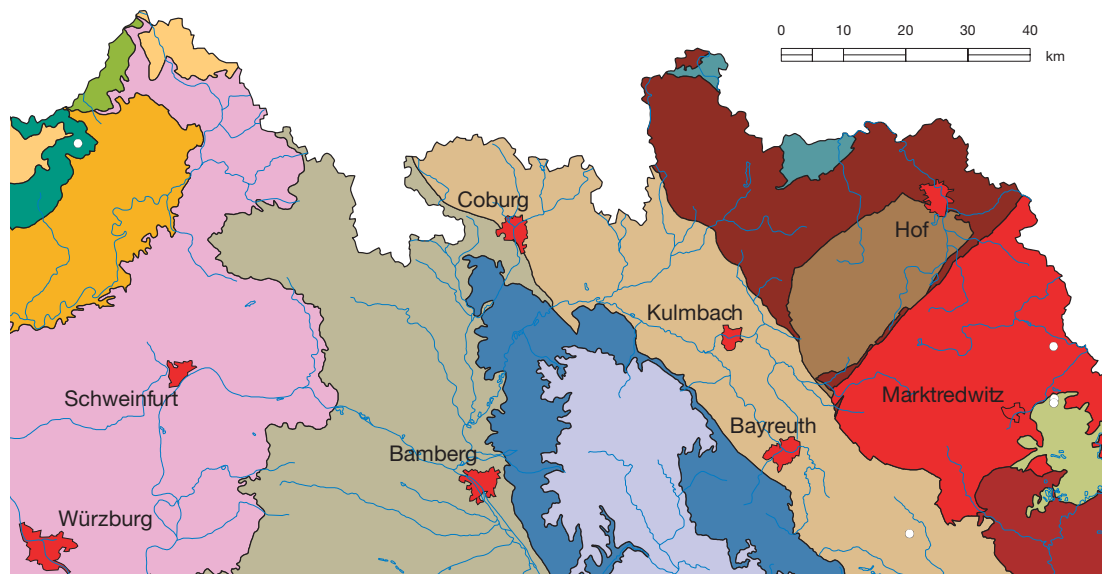 0 10 20 30 40
km
Coburg
Hof
Kulmbach
Schweinfurt
Marktredwitz
Bayreuth
Bamberg
Würzburg